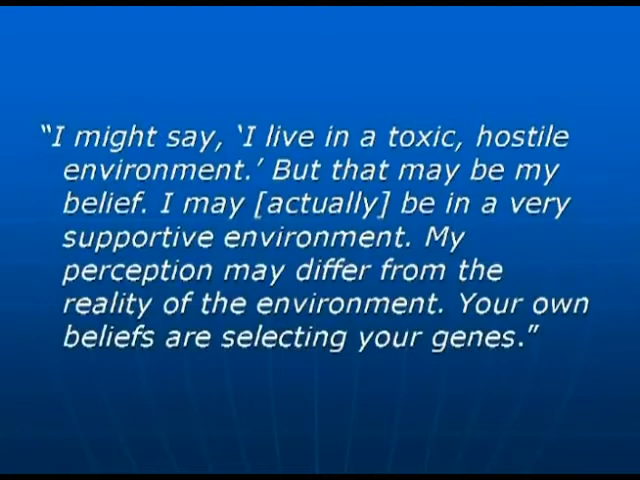 “I might say, ‘I live in a toxic, hostile
environment.’ But that may be my
belief. I may [actually] be in a very
supportive environment. My
perception may differ from the
reality of the environment. Your own
beliefs are selecting your genes.”